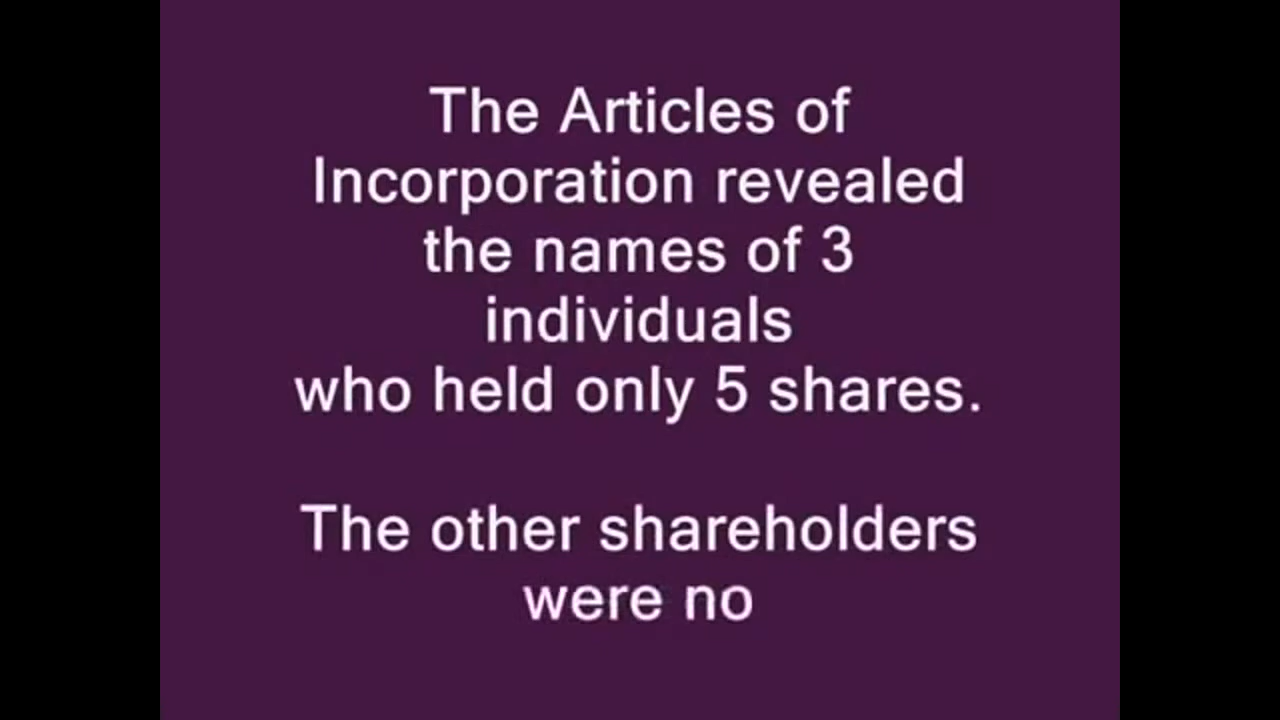 The Articles of
Incorporation revealed
the names of 3
individuals
who held only 5 shares.
The other shareholders
were no